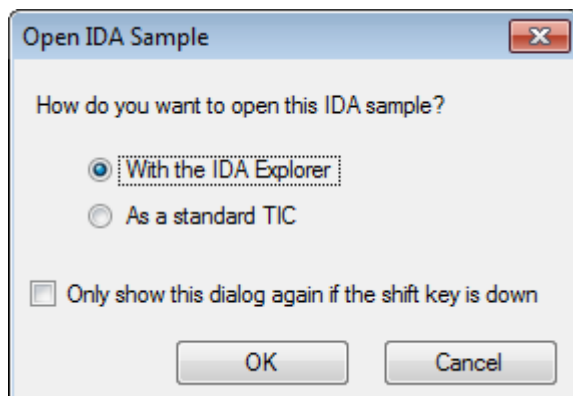 Open IDA Sample
How do you want to open this IDA sample?
With the IDA Explorer
As a standard TIC
Only show this dialog again if the shift key is down
OK Cancel